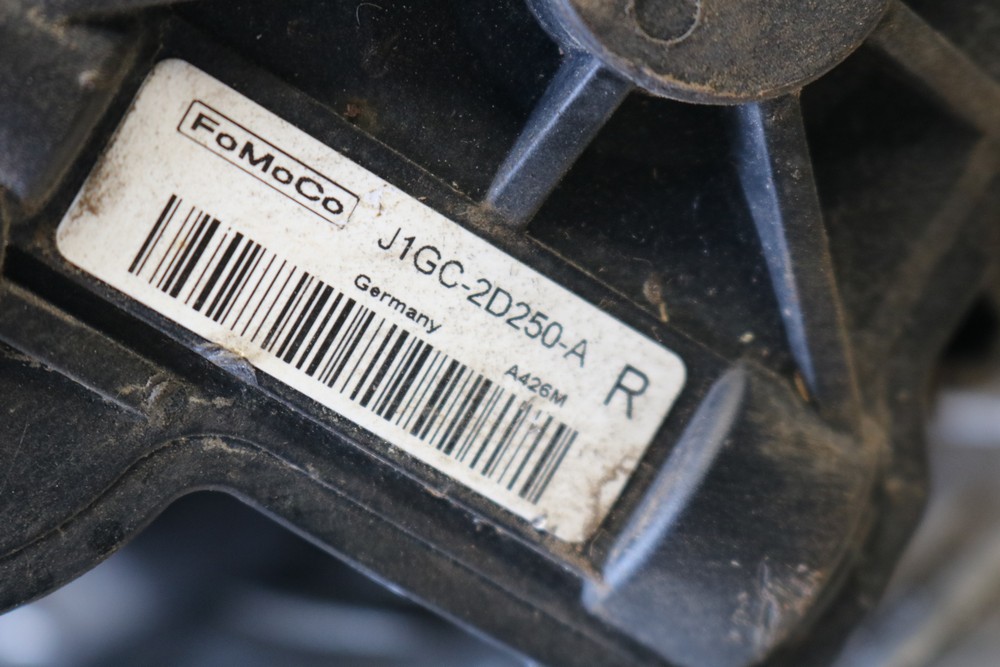 FoMoCo
J1GC-2D250-A
Germany
A426M
R